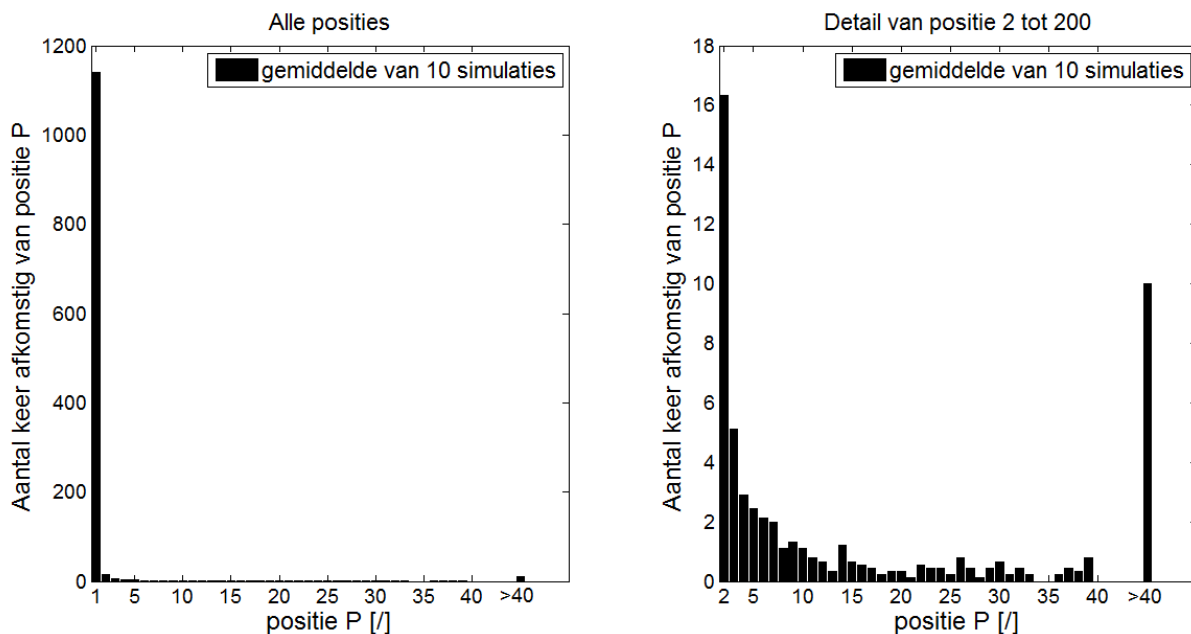 Alle posities
1200
1000
800
600
400
200
0
Aantal keer afkomstig van positie P
gemiddelde van 10 simulaties
1 5 10 15 20 25 30 35 40 >40
positie P [/]
Detail van positie 2 tot 200
18
16
14
12
10
8
6
4
2
0
Aantal keer afkomstig van positie P
gemiddelde van 10 simulaties
2 5 10 15 20 25 30 35 40 >40
positie P [/]